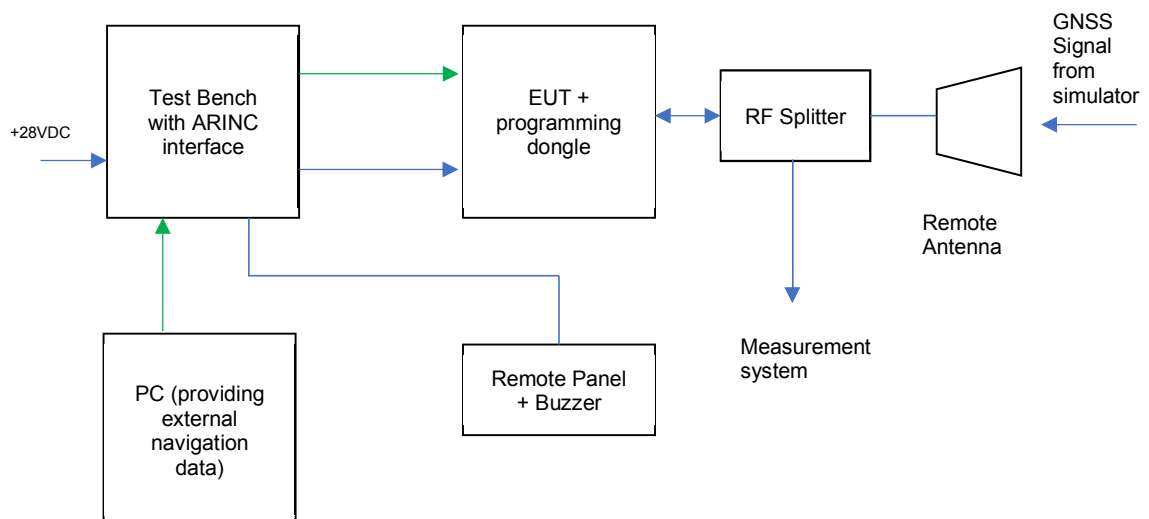 +28VDC
Test Bench
with ARINC
interface
EUT +
programming
dongle
RF Splitter
GNSS
Signal
from
simulator
Remote
Antenna
Measurement
system
Remote Panel
+ Buzzer
PC (providing
external
navigation
data)